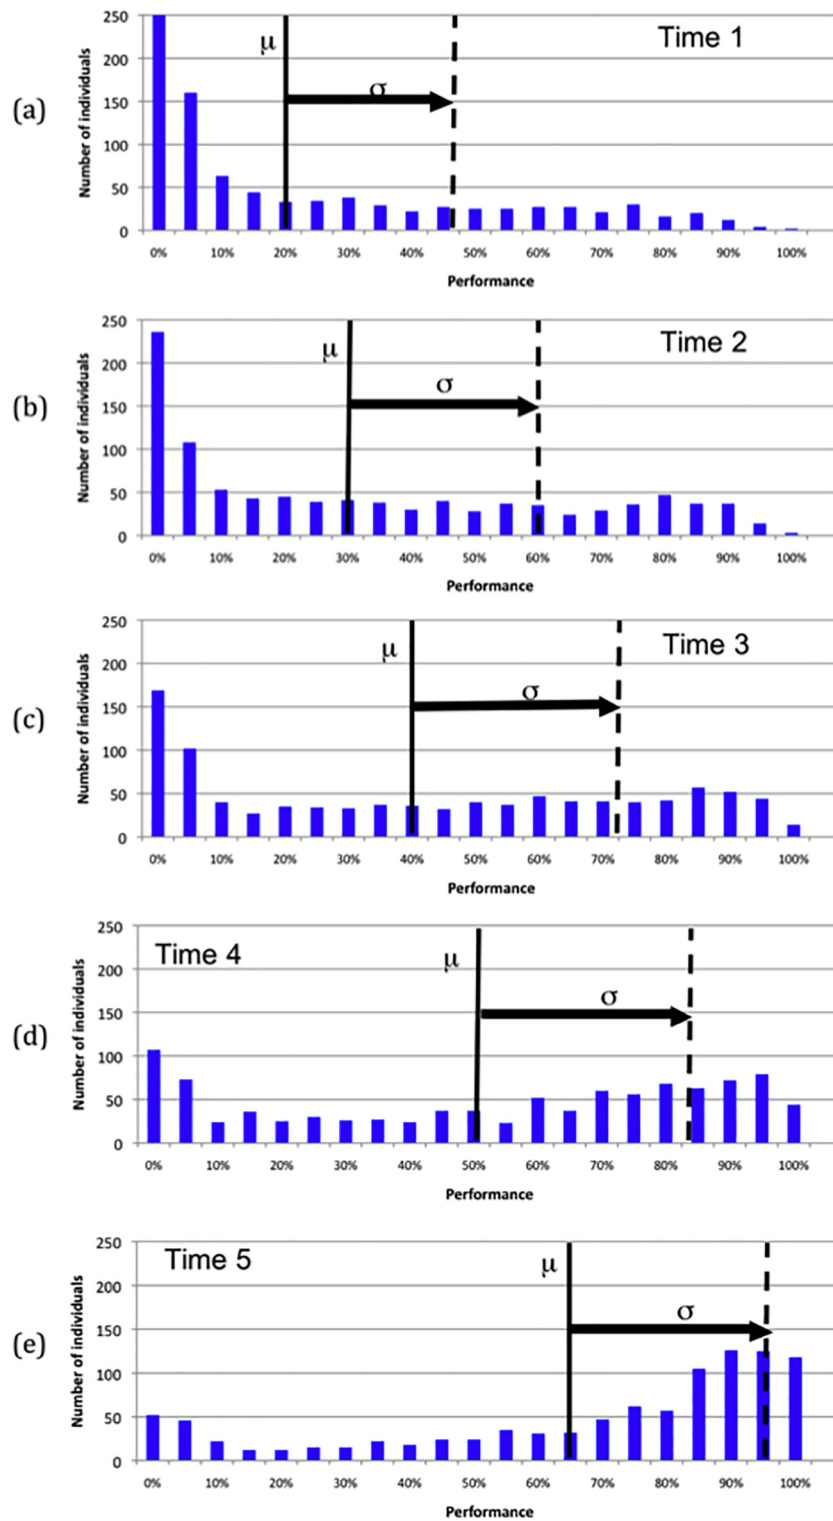 (a)
Number of individuals
250
200
150
100
50
0
μ
σ
Time 1
0% 10% 20% 30% 40% 50% 60% 70% 80% 90% 100%
Performance
(b)
Number of individuals
250
200
150
100
50
0
μ
σ
Time 2
0% 10% 20% 30% 40% 50% 60% 70% 80% 90% 100%
Performance
(c)
Number of individuals
250
200
150
100
50
0
μ
σ
Time 3
0% 10% 20% 30% 40% 50% 60% 70% 80% 90% 100%
Performance
(d)
Number of individuals
250
200
150
100
50
0
Time 4
μ
σ
0% 10% 20% 30% 40% 50% 60% 70% 80% 90% 100%
Performance
(e)
Number of individuals
250
200
150
100
50
0
Time 5
μ
σ
0% 10% 20% 30% 40% 50% 60% 70% 80% 90% 100%
Performance